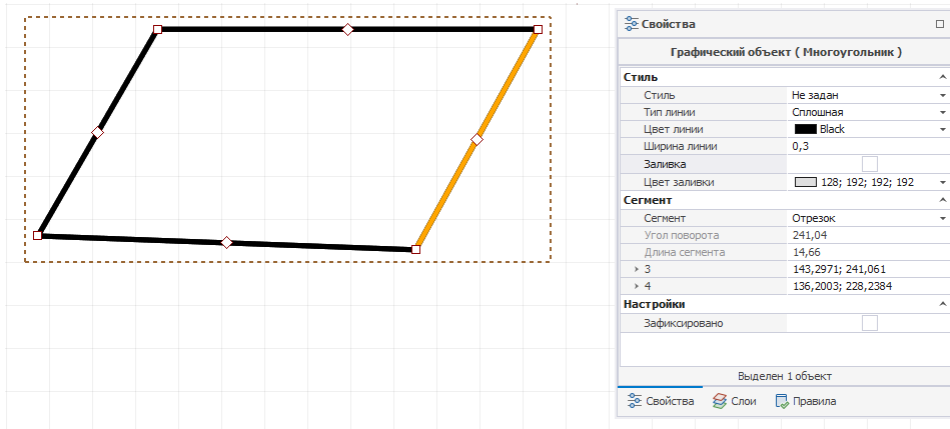 Свойства
Графический объект ( Многоугольник )
Стиль
Стиль Не задан
Тип линии Сплошная
Цвет линии Black
Ширина линии 0,3
Заливка
Цвет заливки 128; 192; 192; 192
Сегмент
Сегмент Отрезок
Угол поворота 241,04
Длина сегмента 14,66
3 143,2971; 241,061
4 136,2003; 228,2384
Настройки
Зафиксировано
Выделен 1 объект
Свойства Слои Правила